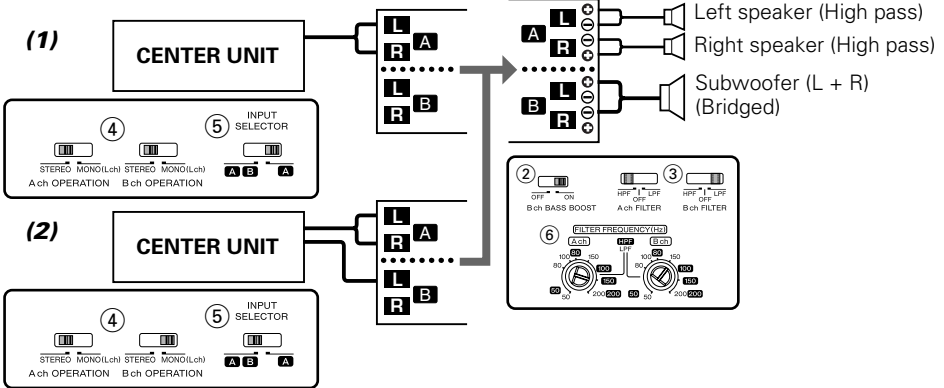 (1)
CENTER UNIT
L
R
A
L
R
B
4
5
INPUT
SELECTOR
STEREO MONO(Lch) STEREO MONO(Lch) A B A
A ch OPERATION B ch OPERATION
(2)
CENTER UNIT
L
R
A
L
R
B
4
5
INPUT
SELECTOR
STEREO MONO(Lch) STEREO MONO(Lch) A B A
A ch OPERATION B ch OPERATION
A
L
R
B
L
R
Left speaker (High pass)
Right speaker (High pass)
Subwoofer (L + R)
(Bridged)
2
OFF ON
B ch BASS BOOST
3
HPF OFF LPF
A ch FILTER
HPF OFF LPF
B ch FILTER
6
FILTER FREQUENCY(Hz)
A ch HPF B ch
LPF
80 100 150 80 100 150
80 100 80 100
150 150
50 50 200 200 50 50 200 200